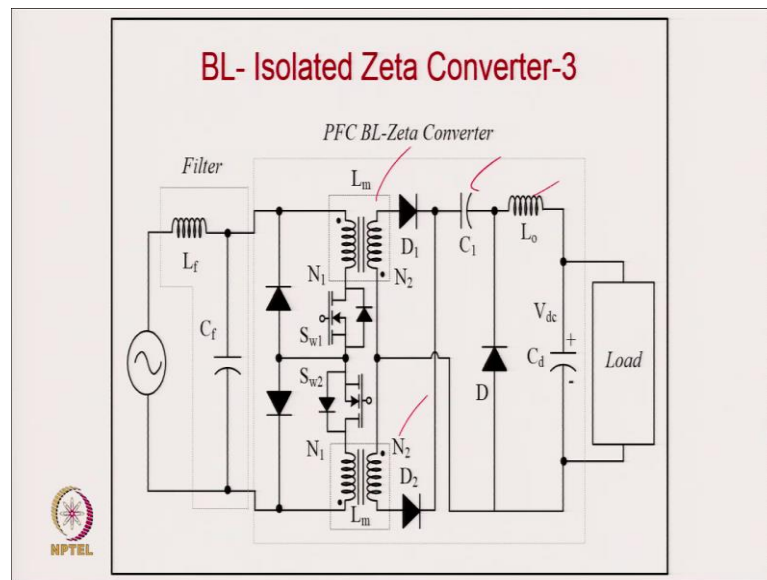 BL- Isolated Zeta Converter-3
PFC BL-Zeta Converter
Filter
Lm
Lf
D1
C1
Lo
N1
N2
Cf
Sw1
Vdc
Sw2
D
Cd
+
-
Load
N1
N2
D2
Lm
NPTEL